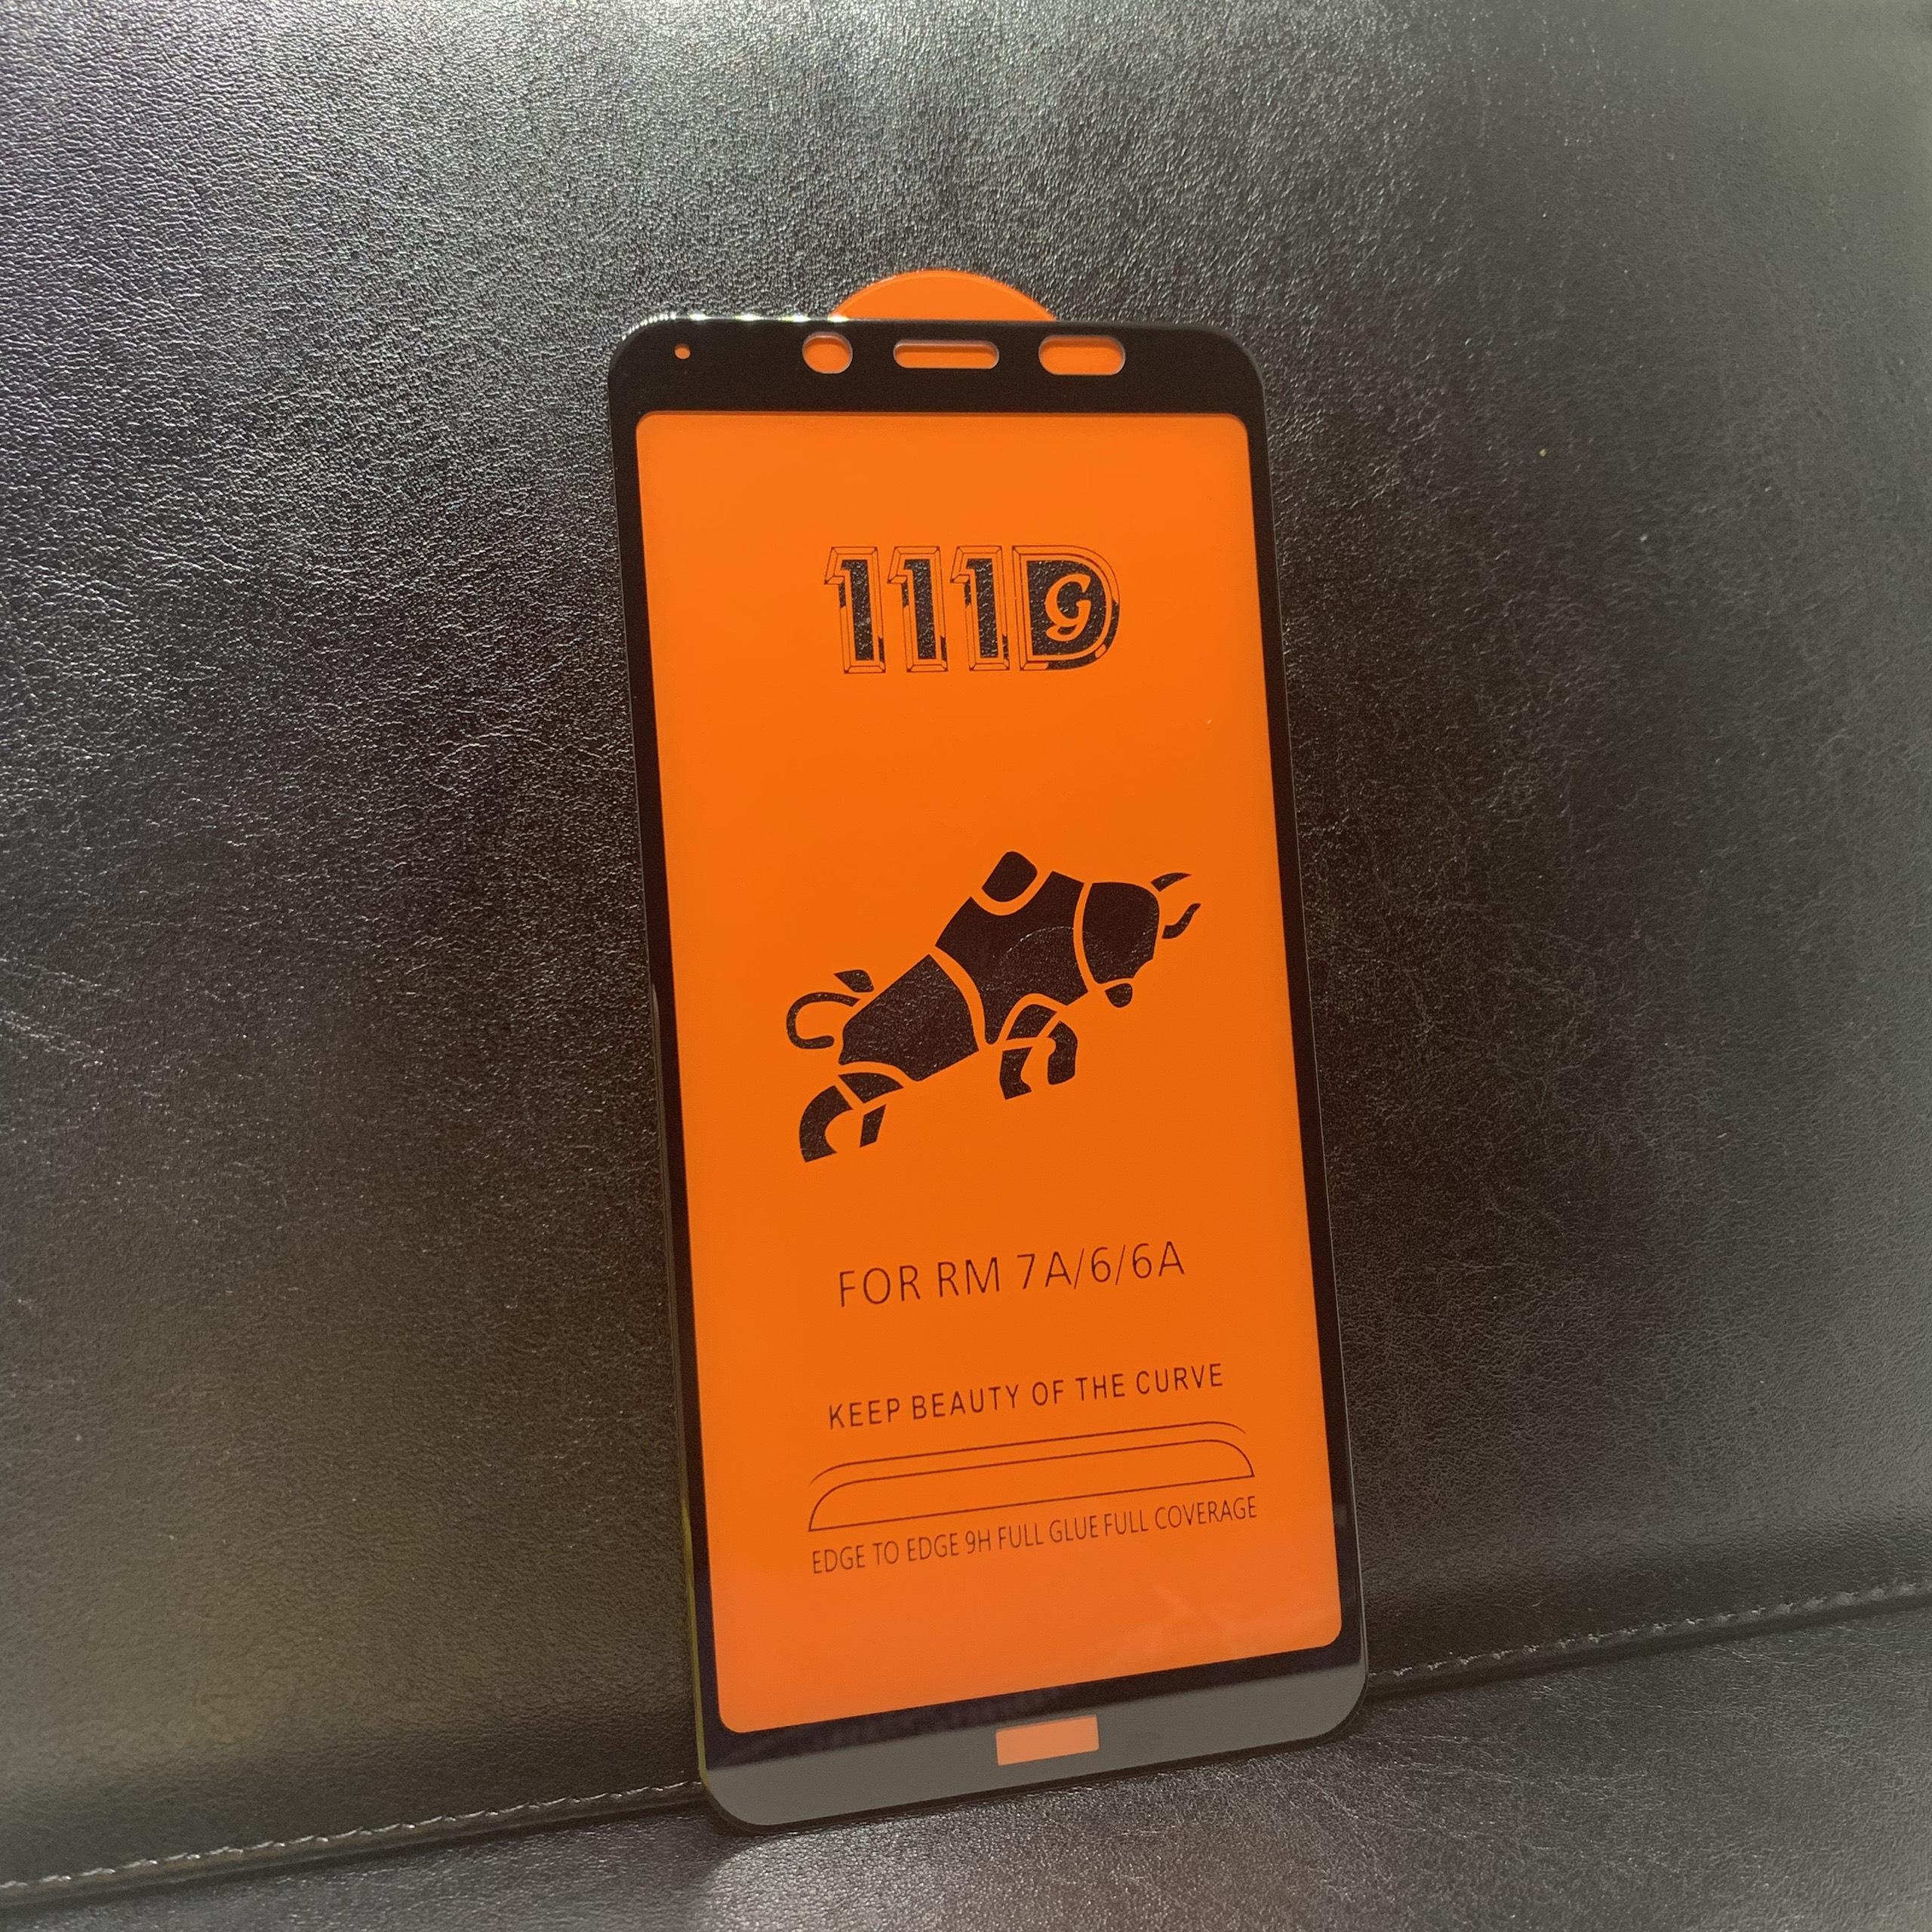 111D
G
FOR RM 7A/6/6A
KEEP BEAUTY OF THE CURVE
EDGE TO EDGE 9H FULL GLUE FULL COVERAGE